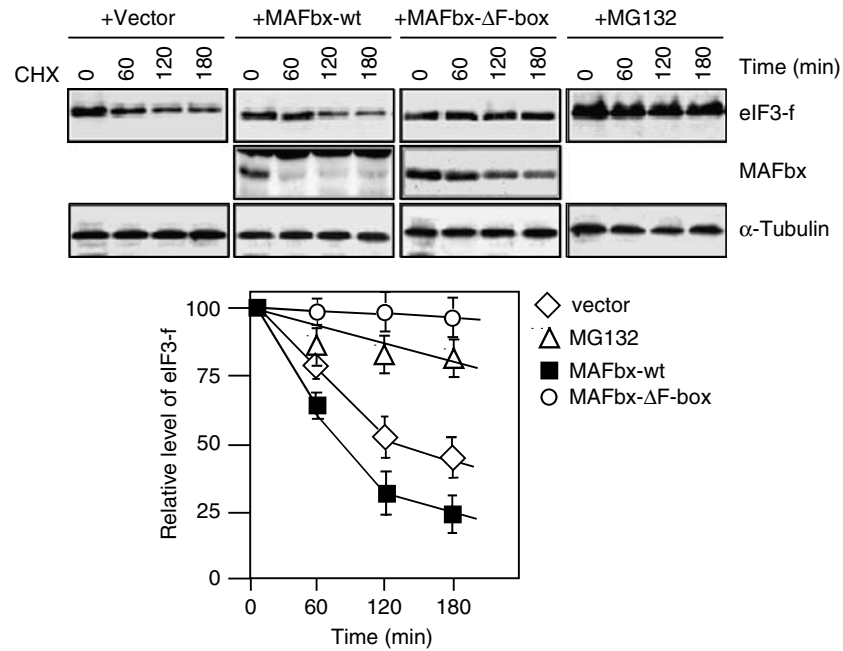 +Vector +MAFbx-wt +MAFbx-ΔF-box +MG132
CHX 0 60 120 180 0 60 120 180 0 60 120 180 0 60 120 180 Time (min)
eIF3-f
MAFbx
α-Tubulin
Relative level of eIF3-f
100
75
50
25
0
0 60 120 180
Time (min)
vector
MG132
MAFbx-wt
MAFbx-ΔF-box